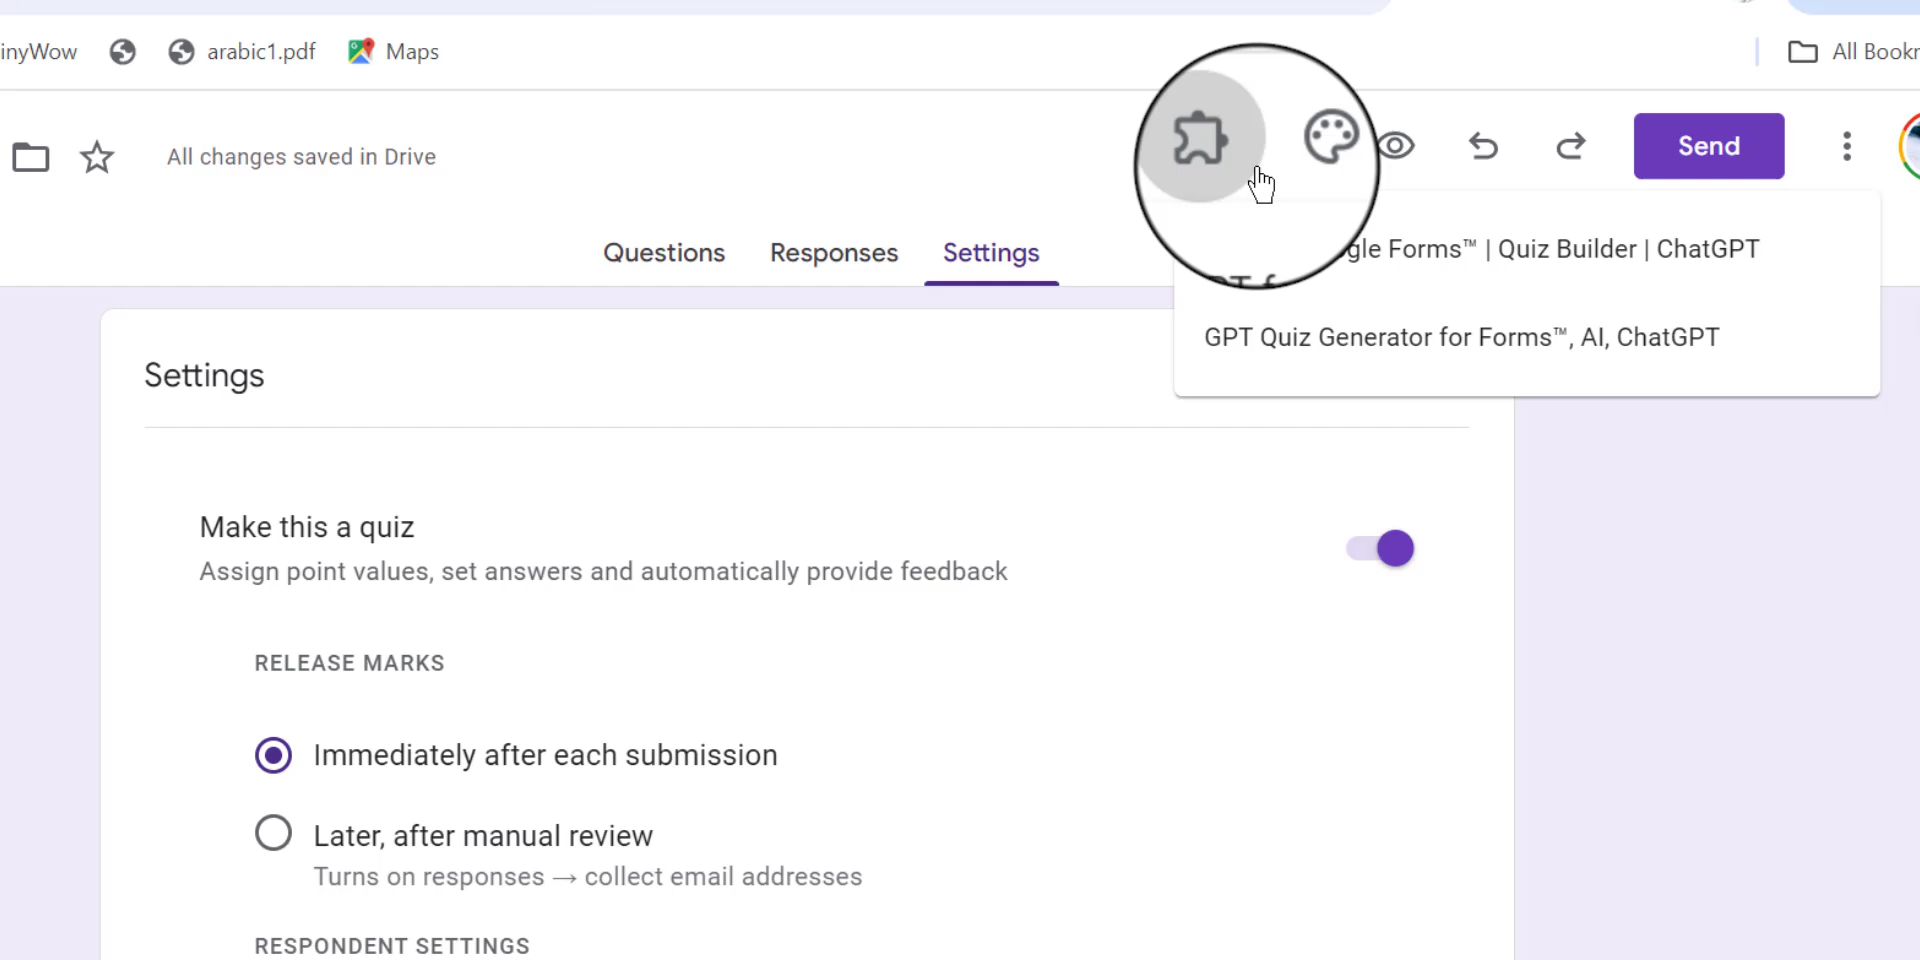 inyWow
arabic1.pdf
Maps
All Book
All changes saved in Drive
Send
Questions
Responses
Settings
gle Forms™ | Quiz Builder | ChatGPT
GPT Quiz Generator for Forms™, AI, ChatGPT
Settings
Make this a quiz
Assign point values, set answers and automatically provide feedback
RELEASE MARKS
Immediately after each submission
Later, after manual review
Turns on responses → collect email addresses
RESPONDENT SETTINGS